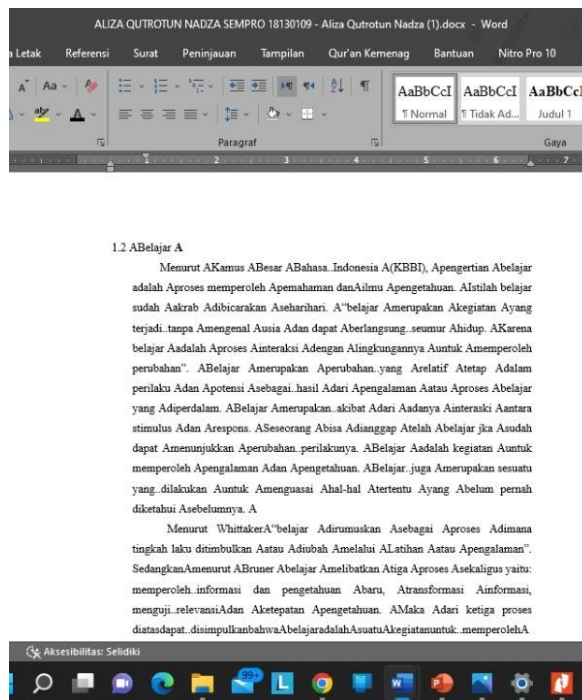 ALIZA QUTROTUN NADZA SEMPRO 18130109 - Aliza Qutrotun Nadza (1).docx - Word
a Letak Referensi Surat Peninjauan Tampilan Qur'an Kemenag Bantuan Nitro Pro 10
AaBbCcI AaBbCcI AaBbCcI
¶ Normal ¶ Tidak Ad... Judul 1
Paragraf Gaya
1 2 3 4 5 6 7
1.2 ABelajar A
Menurut AKamus ABesar ABahasa..Indonesia A(KBBI), Apengertian Abelajar
adalah Aproses memperoleh Apemahaman danAilmu Apengetahuan. AIstilah belajar
sudah Aakrab Adibicarakan Aseharihari. A“belajar Amerupakan Akegiatan Ayang
terjadi..tanpa Amengenal Ausia Adan dapat Aberlangsung..seumur Ahidup. AKarena
belajar Aadalah Aproses Ainteraksi Adengan Alingkungannya Auntuk Amemperoleh
perubahan”. ABelajar Amerupakan Aperubahan..yang Arelatif Atetap Adalam
perilaku Adan Apotensi Asebagai..hasil Adari Apengalaman Aatau Aproses Abelajar
yang Adiperdalam. ABelajar Amerupakan..akibat Adari Aadanya Ainteraski Aantara
stimulus Adan Arespons. ASeseorang Abisa Adianggap Atelah Abelajar jka Asudah
dapat Amenunjukkan Aperubahan..perilakunya. ABelajar Aadalah kegiatan Auntuk
memperoleh Apengalaman Adan Apengetahuan. ABelajar..juga Amerupakan sesuatu
yang..dilakukan Auntuk Amenguasai Ahal-hal Atertentu Ayang Abelum pernah
diketahui Asebelumnya. A
Menurut WhittakerA“belajar Adirumuskan Asebagai Aproses Adimana
tingkah laku ditimbulkan Aatau Adiubah Amelalui ALatihan Aatau Apengalaman”.
SedangkanAmenurut ABruner Abelajar Amelibatkan Atiga Aproses Asekaligus yaitu:
memperoleh..informasi dan pengetahuan Abaru, Atransformasi Ainformasi,
menguji..relevansiAdan Aketepatan Apengetahuan. AMaka Adari ketiga proses
diatasdapat..disimpulkanbahwaAbelajaradalahAsuatuAkegiatanuntuk..memperolehA
Aksesibilitas: Selidiki
99+